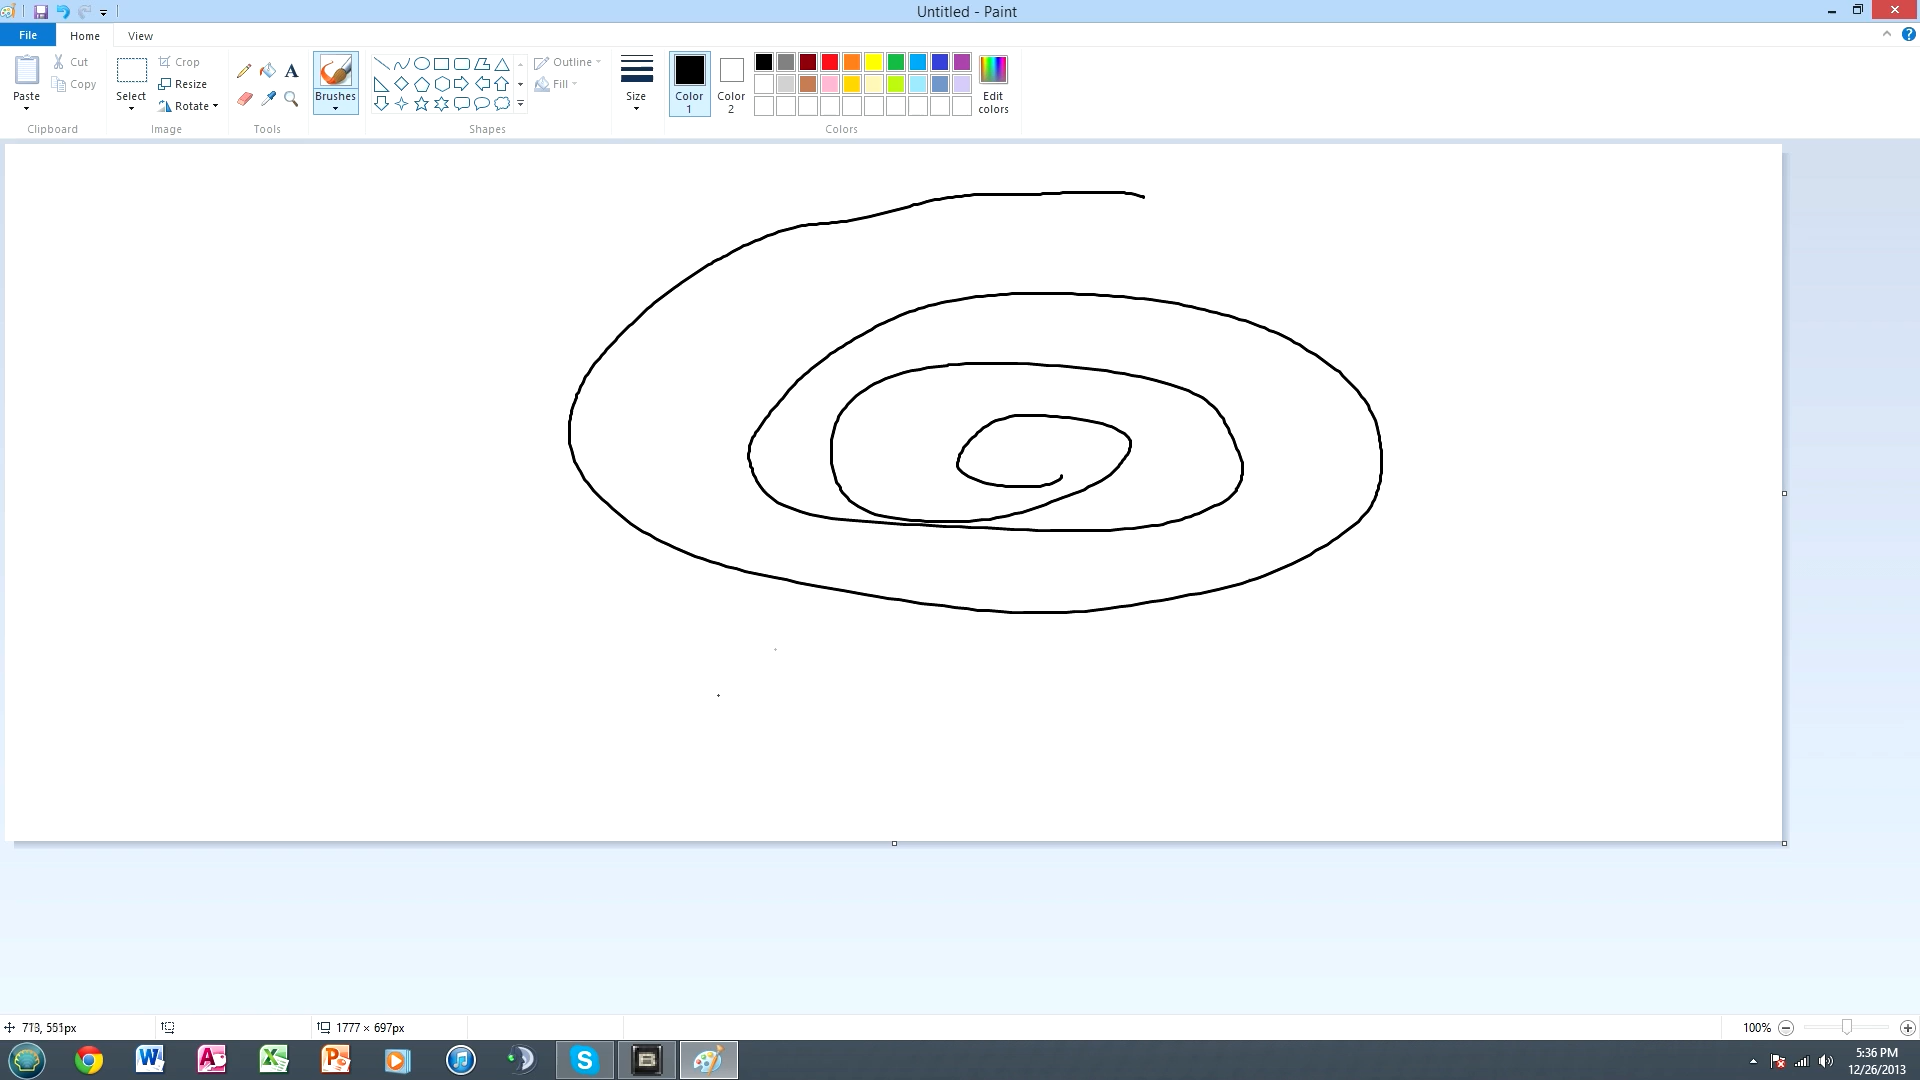 Untitled - Paint
File Home View
Paste Cut Copy Clipboard
Select Crop Resize Rotate Image
A Tools
Brushes
Shapes Outline Fill
Size
Color 1 Color 2 Edit colors Colors
718, 551px 1777 × 697px 100%
W A X P S B 5:36 PM
12/26/2013